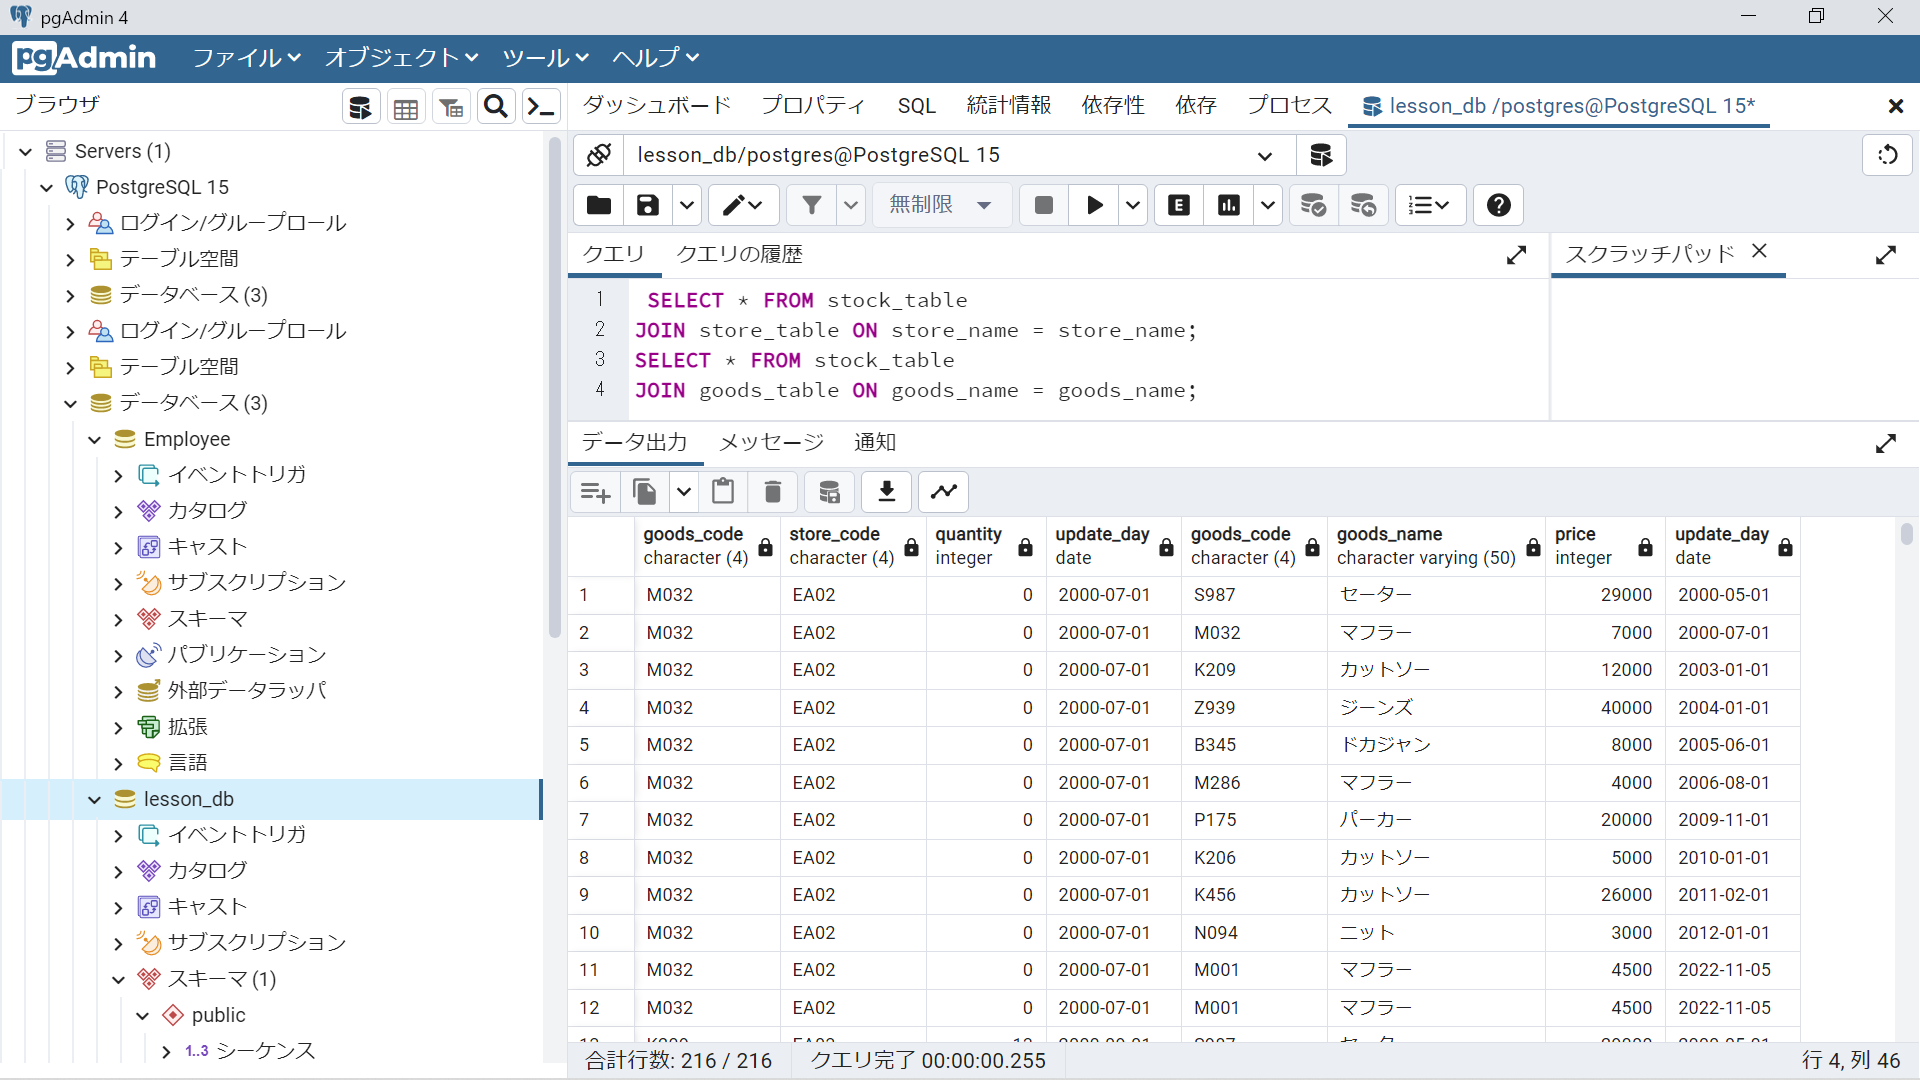 pgAdmin 4
pgAdmin ファイル オブジェクト ツール ヘルプ
ブラウザ
ダッシュボード プロパティ SQL 統計情報 依存性 依存 プロセス lesson_db /postgres@PostgreSQL 15*
Servers (1)
PostgreSQL 15
ログイン/グループロール
テーブル空間
データベース (3)
ログイン/グループロール
テーブル空間
データベース (3)
Employee
イベントトリガ
カタログ
キャスト
サブスクリプション
スキーマ
パブリケーション
外部データラッパ
拡張
言語
lesson_db
イベントトリガ
カタログ
キャスト
サブスクリプション
スキーマ (1)
public
1..3 シーケンス
lesson_db/postgres@PostgreSQL 15
無制限
E
クエリ クエリの履歴
スクラッチパッド
1 SELECT * FROM stock_table
2 JOIN store_table ON store_name = store_name;
3 SELECT * FROM stock_table
4 JOIN goods_table ON goods_name = goods_name;
データ出力 メッセージ 通知
goods_code store_code quantity update_day goods_code goods_name price update_day
character (4) character (4) integer date character (4) character varying (50) integer date
1 M032 EA02 0 2000-07-01 S987 セーター 29000 2000-05-01
2 M032 EA02 0 2000-07-01 M032 マフラー 7000 2000-07-01
3 M032 EA02 0 2000-07-01 K209 カットソー 12000 2003-01-01
4 M032 EA02 0 2000-07-01 Z939 ジーンズ 40000 2004-01-01
5 M032 EA02 0 2000-07-01 B345 ドカジャン 8000 2005-06-01
6 M032 EA02 0 2000-07-01 M286 マフラー 4000 2006-08-01
7 M032 EA02 0 2000-07-01 P175 パーカー 20000 2009-11-01
8 M032 EA02 0 2000-07-01 K206 カットソー 5000 2010-01-01
9 M032 EA02 0 2000-07-01 K456 カットソー 26000 2011-02-01
10 M032 EA02 0 2000-07-01 N094 ニット 3000 2012-01-01
11 M032 EA02 0 2000-07-01 M001 マフラー 4500 2022-11-05
12 M032 EA02 0 2000-07-01 M001 マフラー 4500 2022-11-05
合計行数: 216 / 216 クエリ完了 00:00:00.255 行 4, 列 46